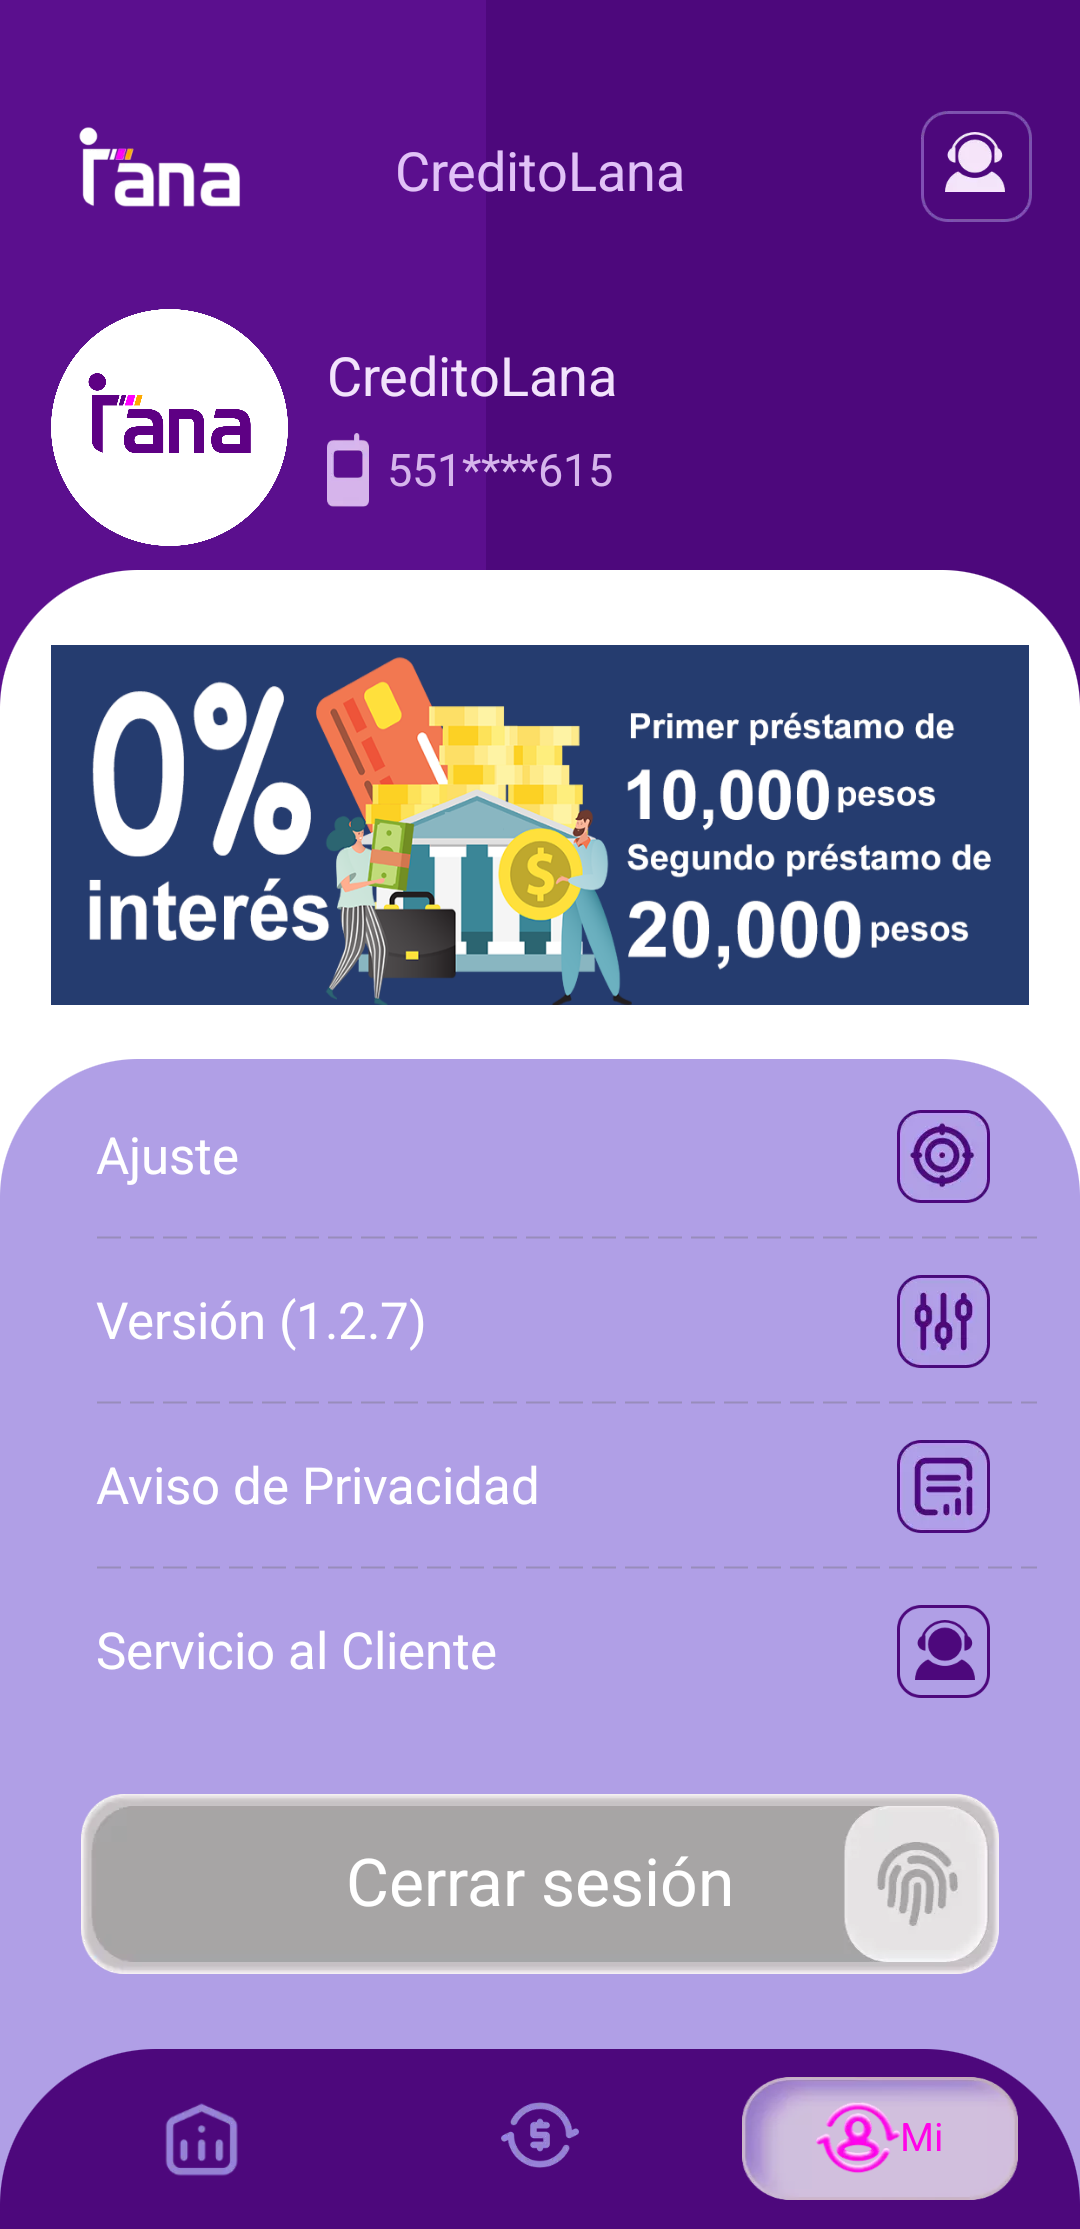 lana
CreditoLana
lana
CreditoLana
551****615
0%
interés
Primer préstamo de
10,000 pesos
Segundo préstamo de
20,000 pesos
Ajuste
Versión (1.2.7)
Aviso de Privacidad
Servicio al Cliente
Cerrar sesión
Mi